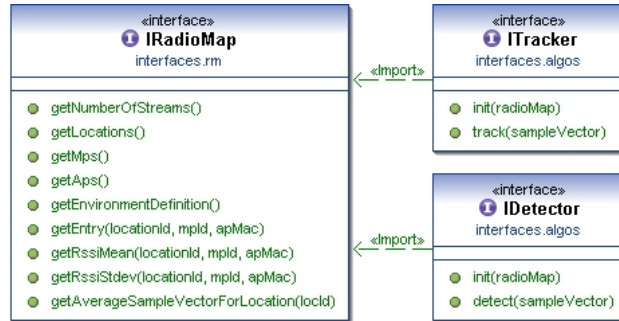 «interface»
IRadioMap
interfaces.rm
getNumberOfStreams()
getLocations()
getMps()
getAps()
getEnvironmentDefinition()
getEntry(locationId, mpId, apMac)
getRssiMean(locationId, mpId, apMac)
getRssiStdev(locationId, mpId, apMac)
getAverageSampleVectorForLocation(locId)
«Import»
«interface»
ITracker
interfaces.algos
init(radioMap)
track(sampleVector)
«Import»
«interface»
IDetector
interfaces.algos
init(radioMap)
detect(sampleVector)